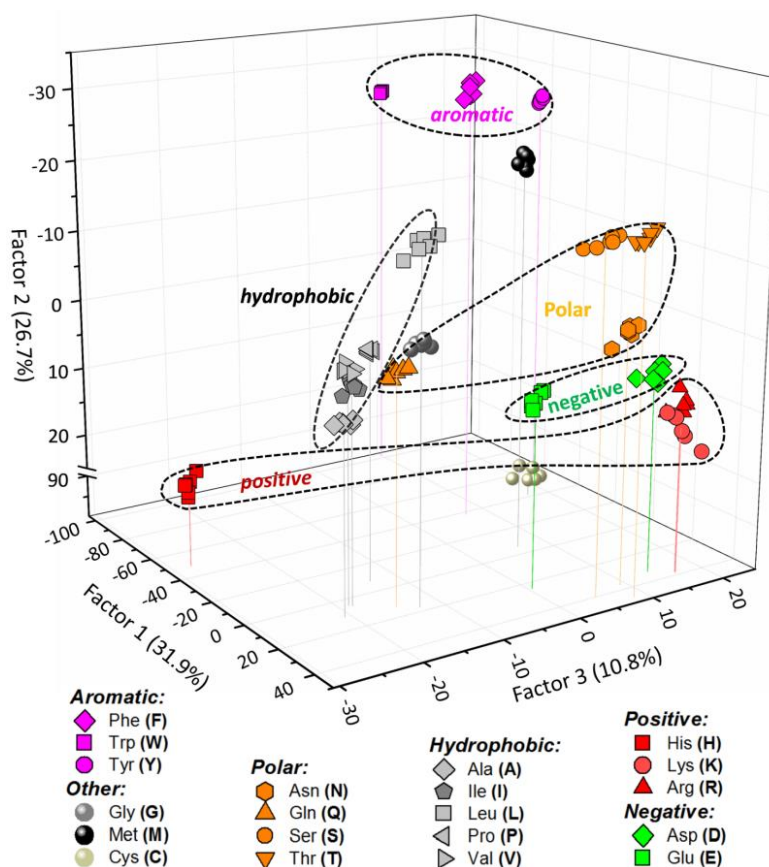 -30
-20
-10
0
10
20
90
Factor 2 (26.7%)
aromatic
hydrophobic
Polar
negative
positive
-100
-80
-60
-40
-20
0
20
40
Factor 1 (31.9%)
-30
-20
-10
0
10
20
Factor 3 (10.8%)
Aromatic:
Phe (F)
Trp (W)
Tyr (Y)
Other:
Gly (G)
Met (M)
Cys (C)
Polar:
Asn (N)
Gln (Q)
Ser (S)
Thr (T)
Hydrophobic:
Ala (A)
Ile (I)
Leu (L)
Pro (P)
Val (V)
Positive:
His (H)
Lys (K)
Arg (R)
Negative:
Asp (D)
Glu (E)